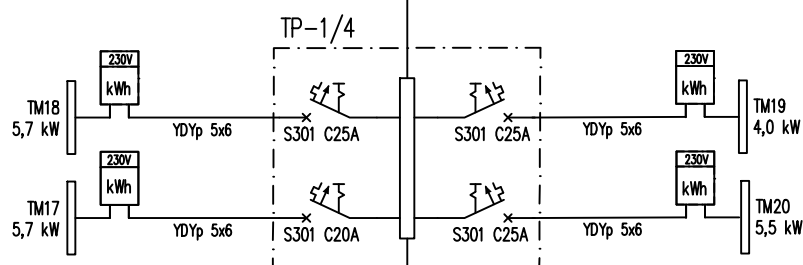 TP-1/4
230V
kWh
TM18
5,7 kW
YDYp 5x6
S301 C25A
S301 C25A
YDYp 5x6
230V
kWh
TM19
4,0 kW
230V
kWh
TM17
5,7 kW
YDYp 5x6
S301 C20A
S301 C25A
YDYp 5x6
230V
kWh
TM20
5,5 kW